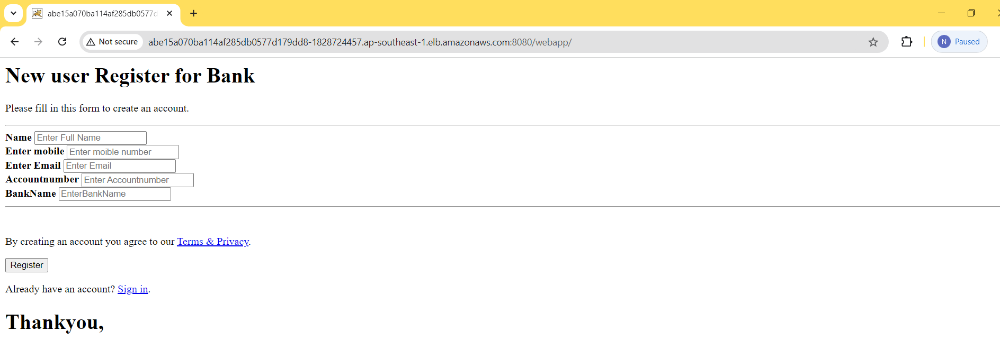 abe15a070ba114af285db0577d
Not secure
abe15a070ba114af285db0577d179dd8-1828724457.ap-southeast-1.elb.amazonaws.com:8080/webapp/
N
Paused
New user Register for Bank
Please fill in this form to create an account.
Name Enter Full Name
Enter mobile Enter moible number
Enter Email Enter Email
Accountnumber Enter Accountnumber
BankName EnterBankName
By creating an account you agree to our Terms & Privacy.
Register
Already have an account? Sign in.
Thankyou,